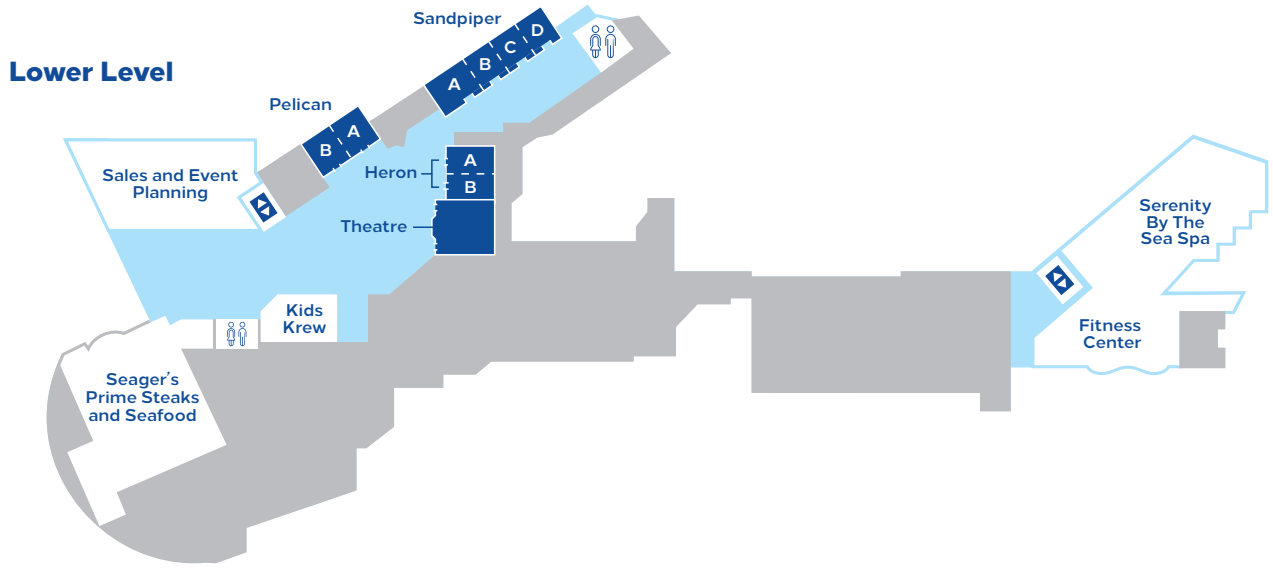 Lower Level
Sandpiper
A
B
C
D
Pelican
B
A
Sales and Event
Planning
Heron
A
B
Theatre
Kids
Krew
Seager's
Prime Steaks
and Seafood
Serenity
By The
Sea Spa
Fitness
Center